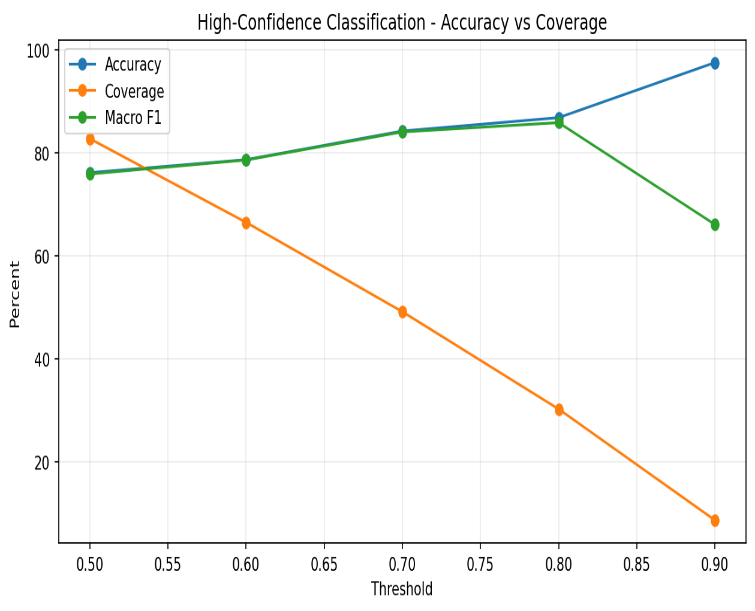 High-Confidence Classification - Accuracy vs Coverage
100
80
60
40
20
Percent
Accuracy
Coverage
Macro F1
0.50 0.55 0.60 0.65 0.70 0.75 0.80 0.85 0.90
Threshold